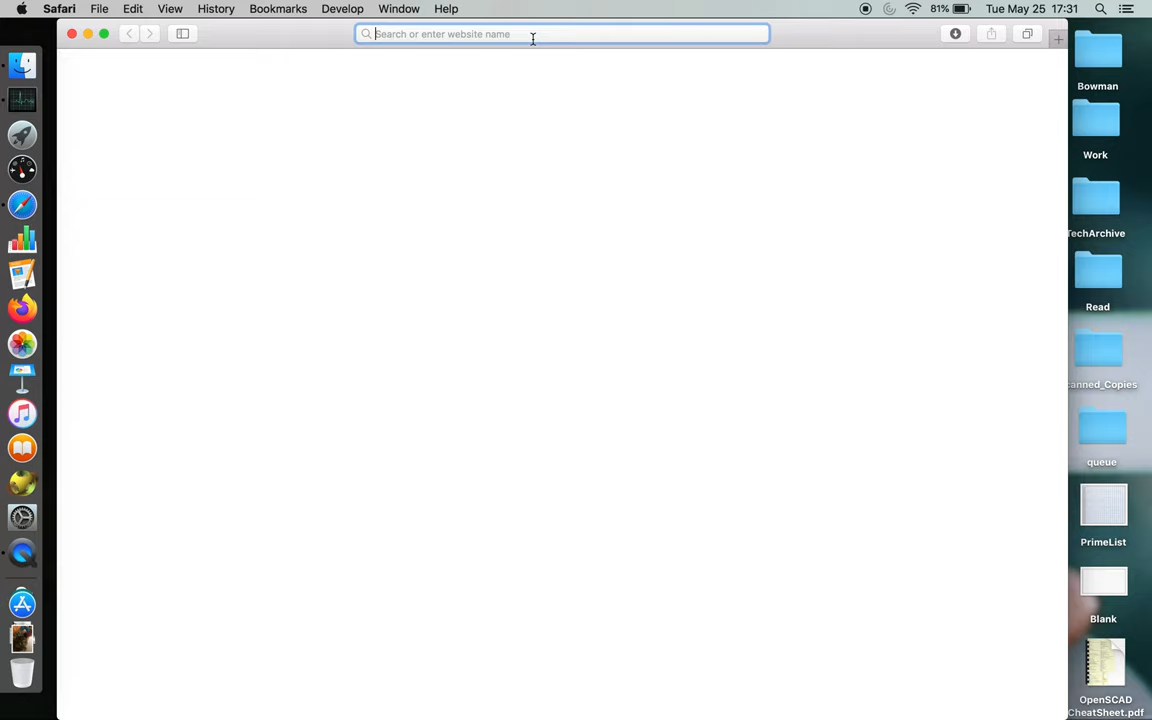 Safari File Edit View History Bookmarks Develop Window Help 81% Tue May 25 17:31
Search or enter website name
Bowman
Work
TechArchive
Read
canned_Copies
queue
PrimeList
Blank
OpenSCAD
CheatSheet.pdf